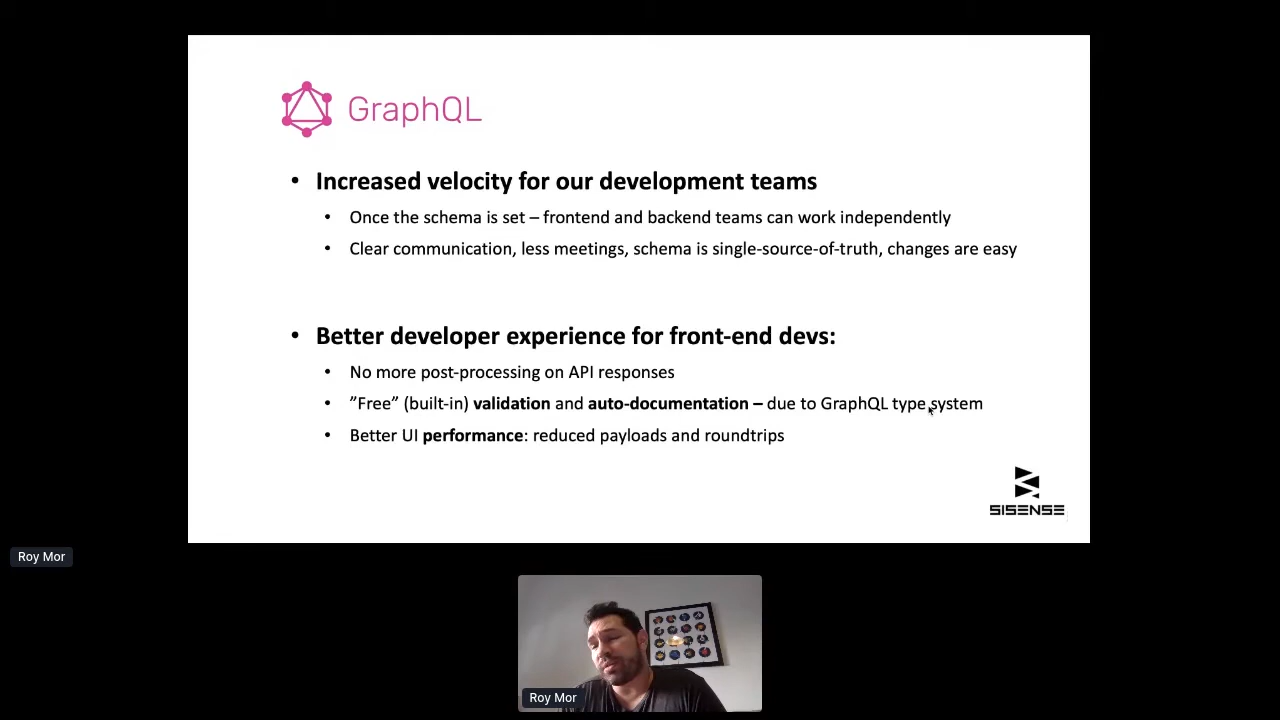 GraphQL
• Increased velocity for our development teams
• Once the schema is set – frontend and backend teams can work independently
• Clear communication, less meetings, schema is single-source-of-truth, changes are easy
• Better developer experience for front-end devs:
• No more post-processing on API responses
• ”Free” (built-in) validation and auto-documentation – due to GraphQL type system
• Better UI performance: reduced payloads and roundtrips
SISENSE
Roy Mor
Roy Mor